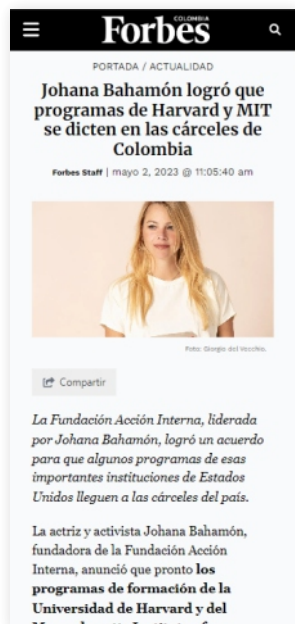 Forbes
COLOMBIA
PORTADA / ACTUALIDAD
Johana Bahamón logró que
programas de Harvard y MIT
se dicten en las cárceles de
Colombia
Forbes Staff | mayo 2, 2023 @ 11:05:40 am
Foto: Giorgio del Vecchio.
Compartir
La Fundación Acción Interna, liderada
por Johana Bahamón, logró un acuerdo
para que algunos programas de esas
importantes instituciones de Estados
Unidos lleguen a las cárceles del país.
La actriz y activista Johana Bahamón,
fundadora de la Fundación Acción
Interna, anunció que pronto los
programas de formación de la
Universidad de Harvard y del